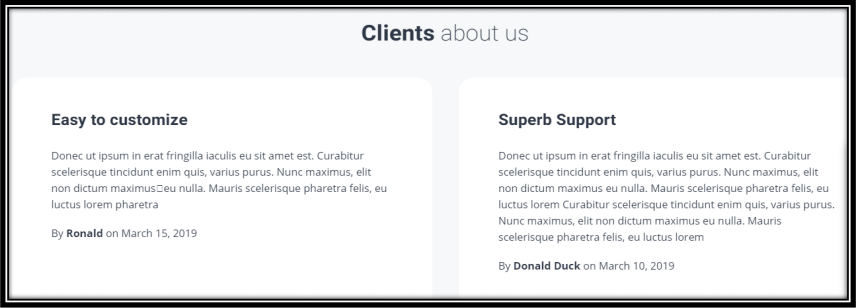 Clients about us
Easy to customize
Donec ut ipsum in erat fringilla iaculis eu sit amet est. Curabitur
scelerisque tincidunt enim quis, varius purus. Nunc maximus, elit
non dictum maximus□eu nulla. Mauris scelerisque pharetra felis, eu
luctus lorem pharetra
By Ronald on March 15, 2019
Superb Support
Donec ut ipsum in erat fringilla iaculis eu sit amet est. Curabitur
scelerisque tincidunt enim quis, varius purus. Nunc maximus, elit
non dictum maximus eu nulla. Mauris scelerisque pharetra felis, eu
luctus lorem Curabitur scelerisque tincidunt enim quis, varius purus.
Nunc maximus, elit non dictum maximus eu nulla. Mauris
scelerisque pharetra felis, eu luctus lorem
By Donald Duck on March 10, 2019